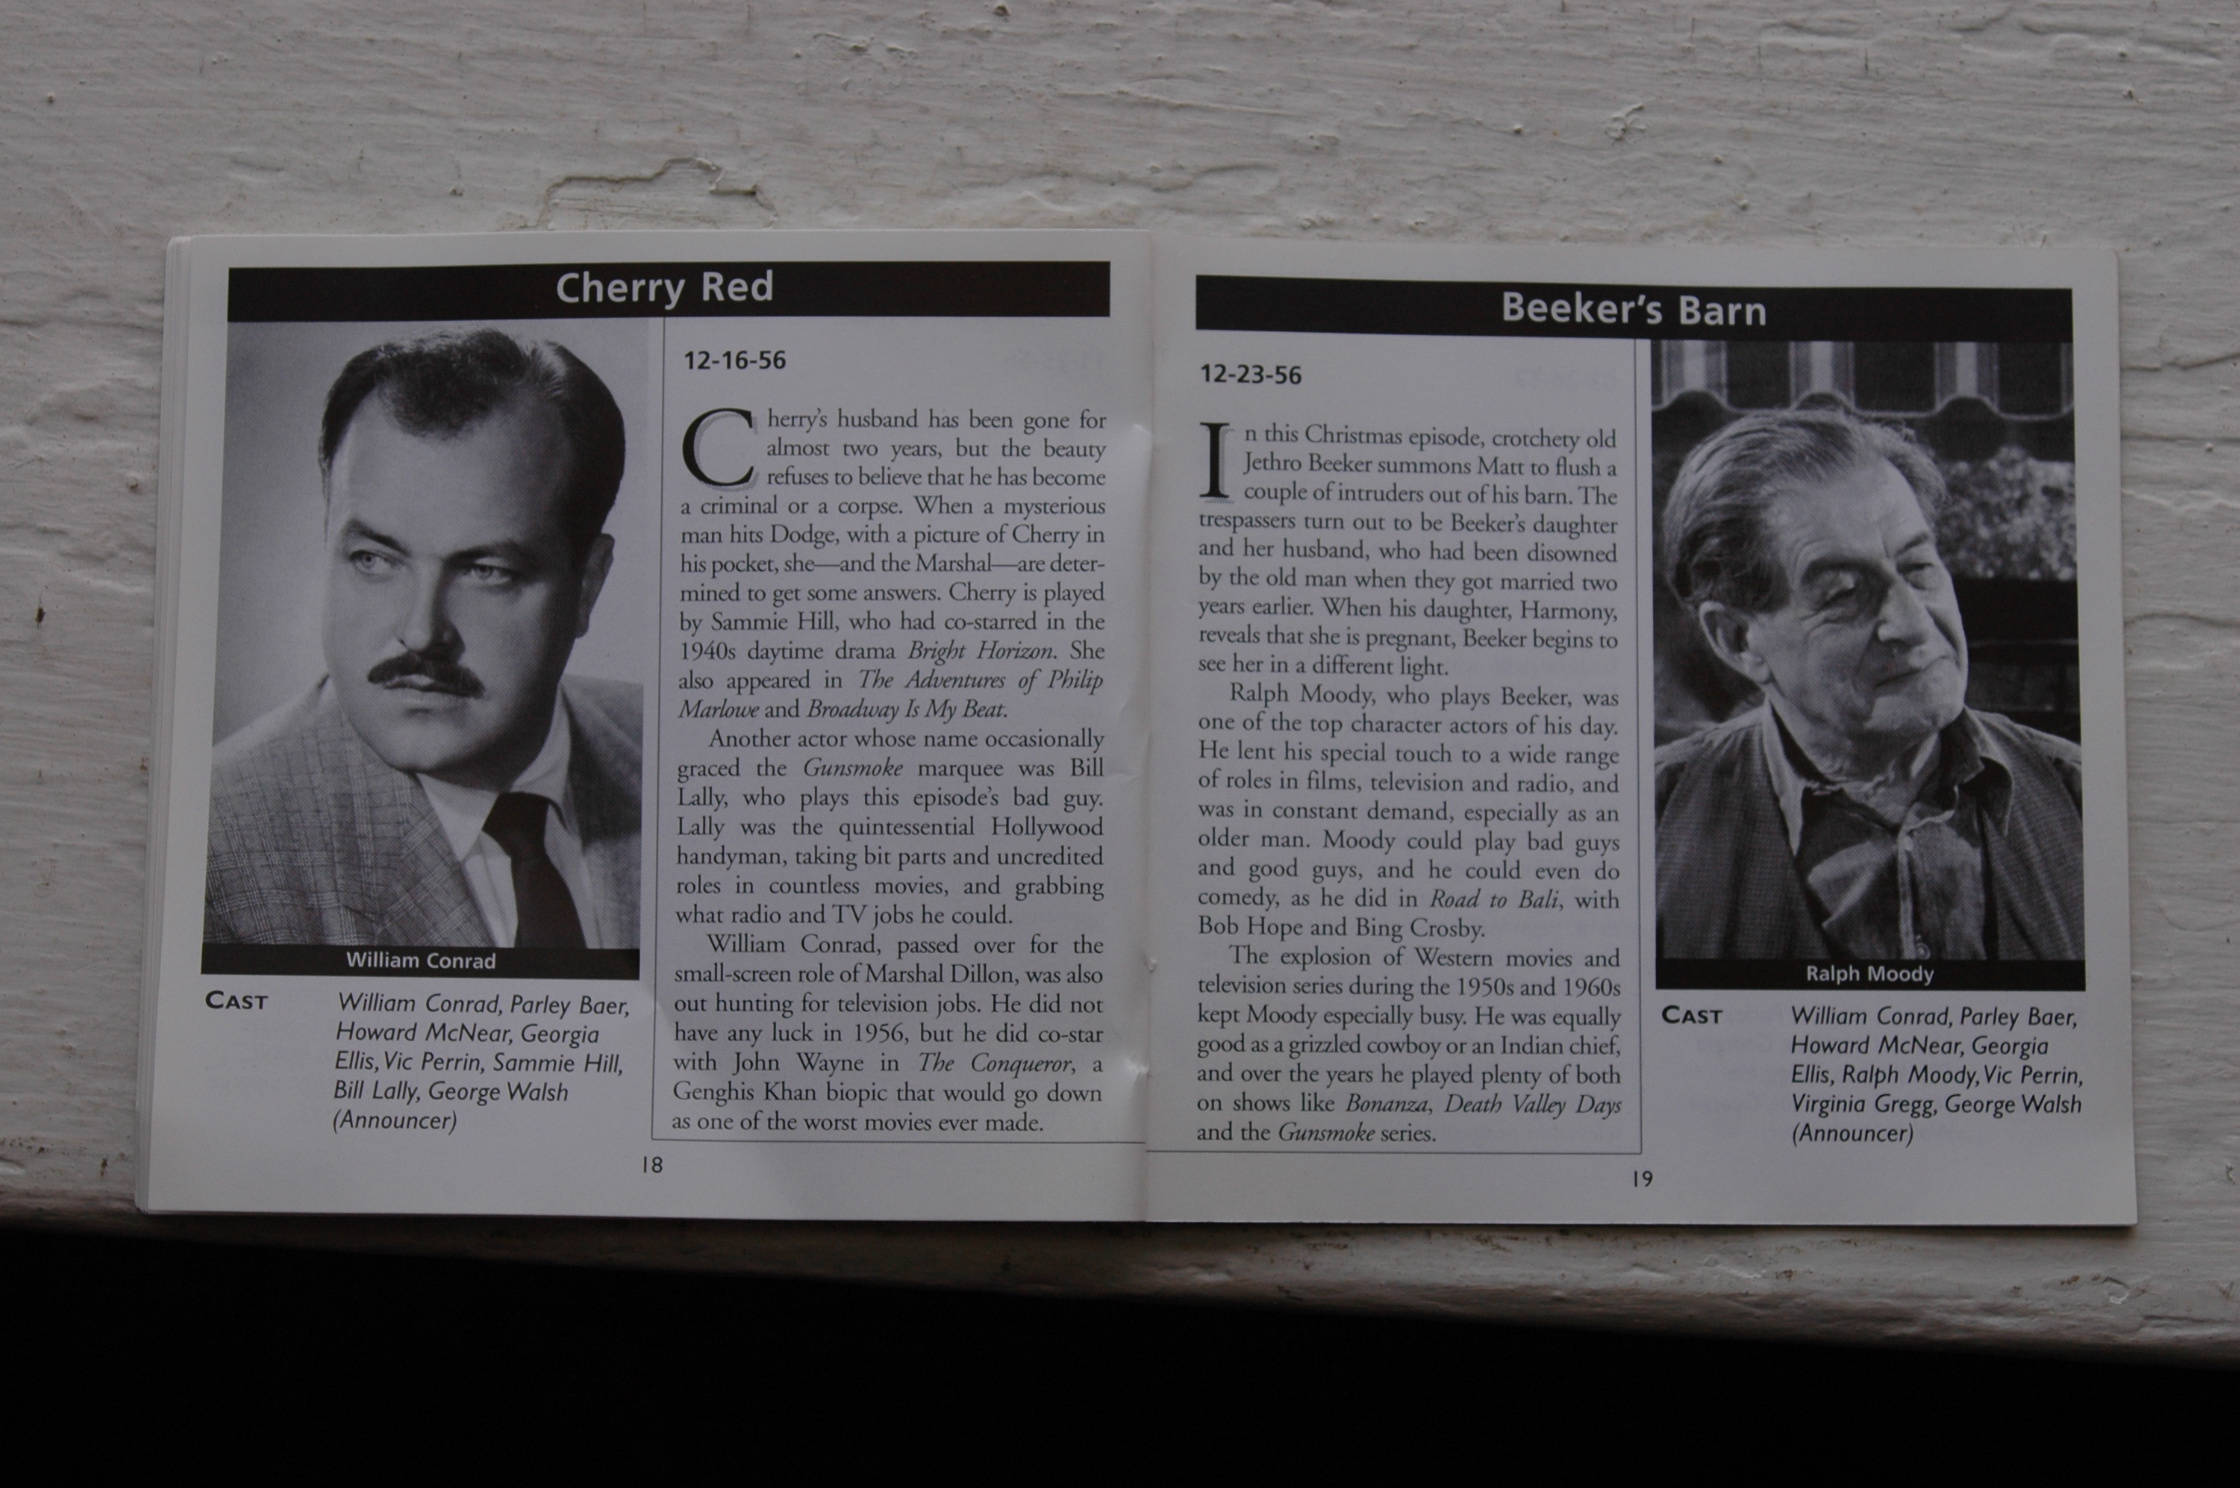 Cherry Red
12-16-56
Cherry's husband has been gone for
almost two years, but the beauty
refuses to believe that he has become
a criminal or a corpse. When a mysterious
man hits Dodge, with a picture of Cherry in
his pocket, she—and the Marshal—are deter-
mined to get some answers. Cherry is played
by Sammie Hill, who had co-starred in the
1940s daytime drama Bright Horizon. She
also appeared in The Adventures of Philip
Marlowe and Broadway Is My Beat.
Another actor whose name occasionally
graced the Gunsmoke marquee was Bill
Lally, who plays this episode's bad guy.
Lally was the quintessential Hollywood
handyman, taking bit parts and uncredited
roles in countless movies, and grabbing
what radio and TV jobs he could.
William Conrad, passed over for the
small-screen role of Marshal Dillon, was also
out hunting for television jobs. He did not
have any luck in 1956, but he did co-star
with John Wayne in The Conqueror, a
Genghis Khan biopic that would go down
as one of the worst movies ever made.
William Conrad
CAST William Conrad, Parley Baer,
Howard McNear, Georgia
Ellis, Vic Perrin, Sammie Hill,
Bill Lally, George Walsh
(Announcer)
18
Beeker's Barn
12-23-56
In this Christmas episode, crotchety old
Jethro Beeker summons Matt to flush a
couple of intruders out of his barn. The
trespassers turn out to be Beeker's daughter
and her husband, who had been disowned
by the old man when they got married two
years earlier. When his daughter, Harmony,
reveals that she is pregnant, Beeker begins to
see her in a different light.
Ralph Moody, who plays Beeker, was
one of the top character actors of his day.
He lent his special touch to a wide range
of roles in films, television and radio, and
was in constant demand, especially as an
older man. Moody could play bad guys
and good guys, and he could even do
comedy, as he did in Road to Bali, with
Bob Hope and Bing Crosby.
The explosion of Western movies and
television series during the 1950s and 1960s
kept Moody especially busy. He was equally
good as a grizzled cowboy or an Indian chief,
and over the years he played plenty of both
on shows like Bonanza, Death Valley Days
and the Gunsmoke series.
Ralph Moody
CAST William Conrad, Parley Baer,
Howard McNear, Georgia
Ellis, Ralph Moody, Vic Perrin,
Virginia Gregg, George Walsh
(Announcer)
19